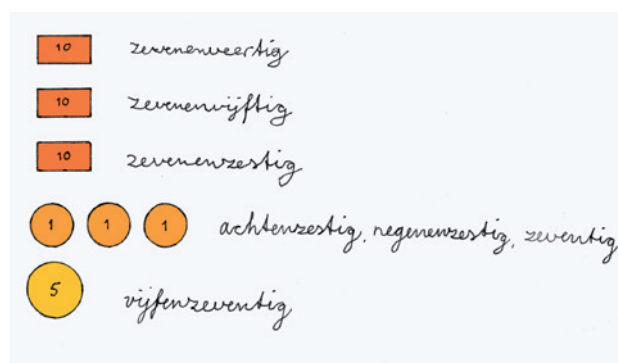 10 zevenenveertig
10 zevenenvijftig
10 zevenenzestig
1 1 1 achtenzestig, negenenzestig, zeventig
5 vijfenzeventig